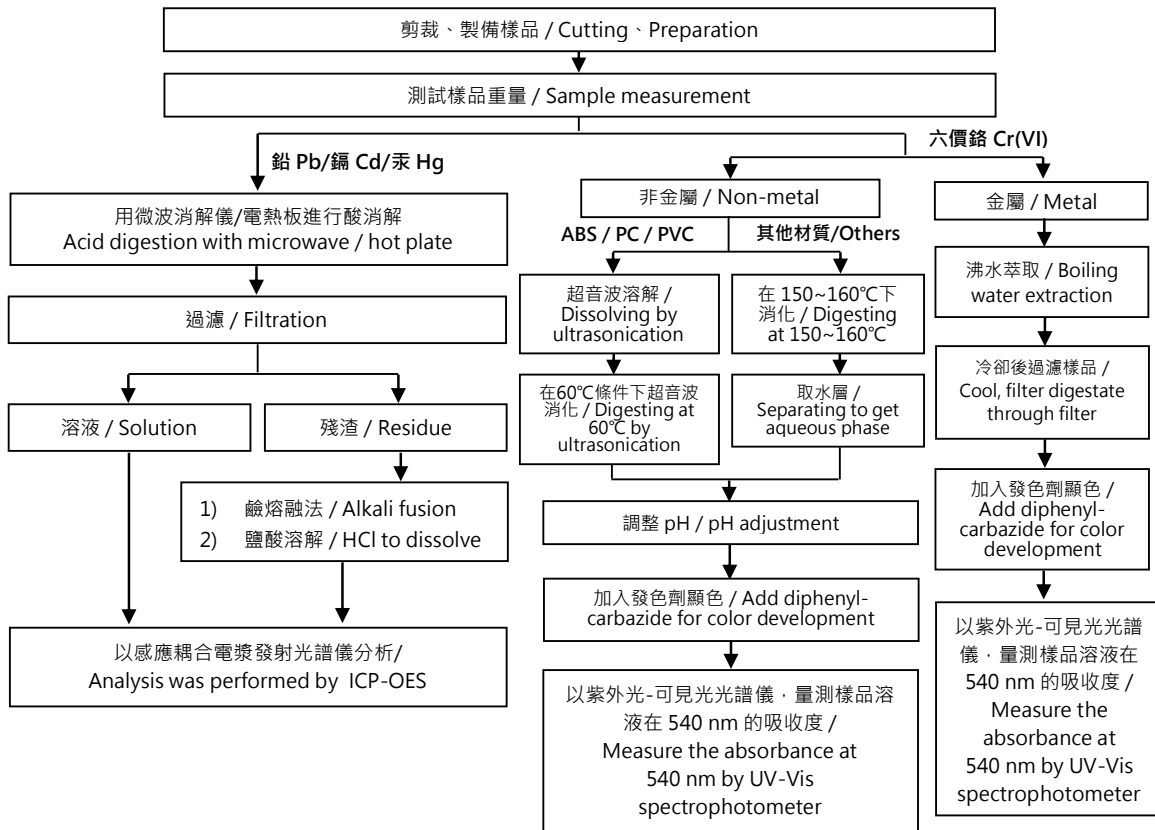 剪裁、製備樣品 / Cutting、Preparation
測試樣品重量 / Sample measurement
鉛 Pb/鎘 Cd/汞 Hg
六價鉻 Cr(VI)
用微波消解儀/電熱板進行酸消解
Acid digestion with microwave / hot plate
過濾 / Filtration
溶液 / Solution
殘渣 / Residue
1) 鹼熔融法 / Alkali fusion
2) 鹽酸溶解 / HCl to dissolve
以感應耦合電漿發射光譜儀分析/
Analysis was performed by ICP-OES
非金屬 / Non-metal
ABS / PC / PVC
其他材質/Others
超音波溶解 /
Dissolving by
ultrasonication
在60℃條件下超音波
消化 / Digesting at
60℃ by
ultrasonication
在 150~160℃下
消化 / Digesting
at 150~160℃
取水層 /
Separating to get
aqueous phase
調整 pH / pH adjustment
加入發色劑顯色 / Add diphenyl-
carbazide for color development
以紫外光-可見光光譜儀，量測樣品溶
液在 540 nm 的吸收度 /
Measure the absorbance at
540 nm by UV-Vis
spectrophotometer
金屬 / Metal
沸水萃取 / Boiling
water extraction
冷卻後過濾樣品 /
Cool, filter digestate
through filter
加入發色劑顯色 /
Add diphenyl-
carbazide for color
development
以紫外光-可見光光譜
儀，量測樣品溶液在
540 nm 的吸收度 /
Measure the
absorbance at
540 nm by UV-Vis
spectrophotometer